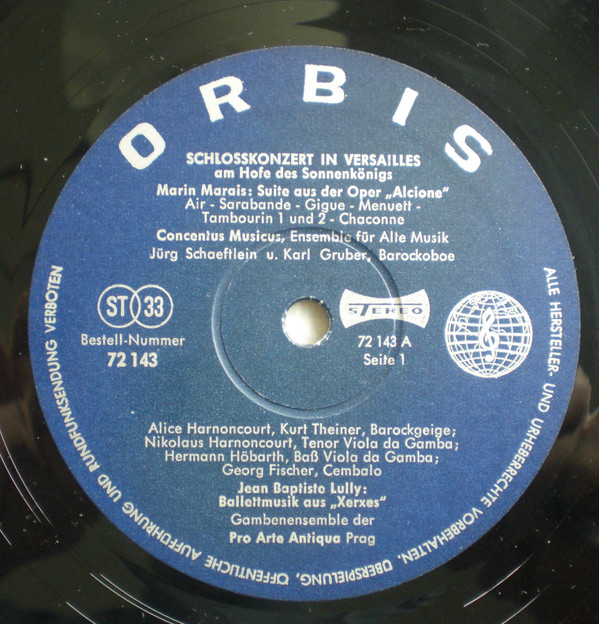 ORBIS
SCHLOSSKONZERT IN VERSAILLES
am Hofe des Sonnenkönigs
Marin Marais: Suite aus der Oper „Alcione"
Air - Sarabande - Gigue - Menuett -
Tambourin 1 und 2 - Chaconne
Concentus Musicus, Ensemble für Alte Musik
Jürg Schaeftlein u. Karl Gruber, Barockoboe
ST 33
Bestell-Nummer
72 143
STEREO
72 143 A
Seite 1
Alice Harnoncourt, Kurt Theiner, Barockgeige;
Nikolaus Harnoncourt, Tenor Viola da Gamba;
Hermann Höbarth, Baß Viola da Gamba;
Georg Fischer, Cembalo
Jean Baptiste Lully:
Ballettmusik aus „Xerxes"
Gambenensemble der
Pro Arte Antiqua Prag
ALLE HERSTELLER- UND URHEBERRECHTE VORBEHALTEN. ÜBERSPIELUNG, ÖFFENTLICHE AUFFÜHRUNG UND RUNDFUNKSENDUNG VERBOTEN